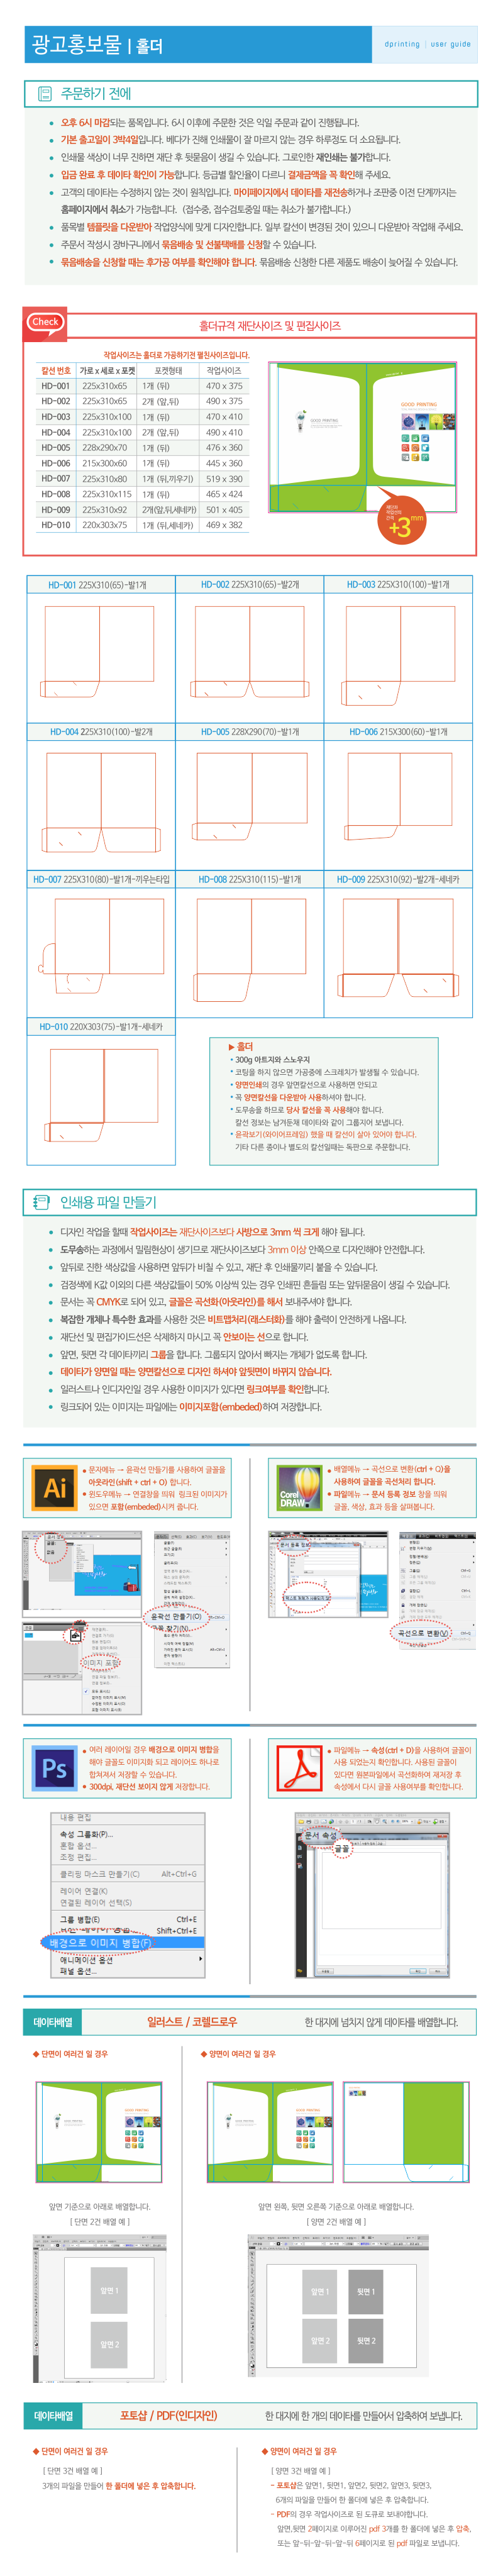 광고홍보물 | 홀더
dprinting | user guide
주문하기 전에
• 오후 6시 마감되는 품목입니다. 6시 이후에 주문한 것은 익일 주문과 같이 진행됩니다.
• 기본 출고일이 3박4일입니다. 베다가 진해 인쇄물이 잘 마르지 않는 경우 하루정도 더 소요됩니다.
• 인쇄물 색상이 너무 진하면 재단 후 뒷묻음이 생길 수 있습니다. 그로인한 재인쇄는 불가합니다.
• 입금 완료 후 데이타 확인이 가능합니다. 등급별 할인율이 다르니 결제금액을 꼭 확인해 주세요.
• 고객의 데이타는 수정하지 않는 것이 원칙입니다. 마이페이지에서 데이타를 재전송하거나 조판중 이전 단계까지는
홈페이지에서 취소가 가능합니다. (접수중, 접수검토중일 때는 취소가 불가합니다.)
• 품목별 템플릿을 다운받아 작업양식에 맞게 디자인합니다. 일부 칼선이 변경된 것이 있으니 다운받아 작업해 주세요.
• 주문서 작성시 장바구니에서 묶음배송 및 선불택배를 신청할 수 있습니다.
• 묶음배송을 신청할 때는 후가공 여부를 확인해야 합니다. 묶음배송 신청한 다른 제품도 배송이 늦어질 수 있습니다.
Check
홀더규격 재단사이즈 및 편집사이즈
작업사이즈는 홀더로 가공하기전 펼친사이즈입니다.
칼선 번호 가로 x 세로 x 포켓 포켓형태 작업사이즈
HD-001 225x310x65 1개 (뒤) 470 x 375
HD-002 225x310x65 2개 (앞,뒤) 490 x 375
HD-003 225x310x100 1개 (뒤) 470 x 410
HD-004 225x310x100 2개 (앞,뒤) 490 x 410
HD-005 228x290x70 1개 (뒤) 476 x 360
HD-006 215x300x60 1개 (뒤) 445 x 360
HD-007 225x310x80 1개 (뒤,끼우기) 519 x 390
HD-008 225x310x115 1개 (뒤) 465 x 424
HD-009 225x310x92 2개(앞,뒤,세네카) 501 x 405
HD-010 220x303x75 1개 (뒤,세네카) 469 x 382
GOOD PRINTING
GOOD PRINTING
+3mm
HD-001 225X310(65)-발1개
HD-002 225X310(65)-발2개
HD-003 225X310(100)-발1개
HD-004 225X310(100)-발2개
HD-005 228X290(70)-발1개
HD-006 215X300(60)-발1개
HD-007 225X310(80)-발1개-끼우는타입
HD-008 225X310(115)-발1개
HD-009 225X310(92)-발2개-세네카
HD-010 220X303(75)-발1개-세네카
▶ 홀더
• 300g 아트지와 스노우지
• 코팅을 하지 않으면 가공중에 스크레치가 발생될 수 있습니다.
• 양면인쇄의 경우 앞면칼선으로 사용하면 안되고
• 꼭 양면칼선을 다운받아 사용하셔야 합니다.
• 도무송을 하므로 당사 칼선을 꼭 사용해야 합니다.
칼선 정보는 남겨둔채 데이타와 같이 그룹지어 보냅니다.
• 윤곽보기(와이어프레임) 했을 때 칼선이 살아 있어야 합니다.
기타 다른 종이나 별도의 칼선일때는 독판으로 주문합니다.
인쇄용 파일 만들기
• 디자인 작업을 할때 작업사이즈는 재단사이즈보다 사방으로 3mm 씩 크게 해야 됩니다.
• 도무송하는 과정에서 밀림현상이 생기므로 재단사이즈보다 3mm 이상 안쪽으로 디자인해야 안전합니다.
• 앞뒤로 진한 색상값을 사용하면 앞뒤가 비칠 수 있고, 재단 후 인쇄물끼리 붙을 수 있습니다.
• 검정색에 K값 이외의 다른 색상값들이 50% 이상씩 있는 경우 인쇄핀 흔들림 또는 앞뒤묻음이 생길 수 있습니다.
• 문서는 꼭 CMYK로 되어 있고, 글꼴은 곡선화(아웃라인)를 해서 보내주셔야 합니다.
• 복잡한 개체나 특수한 효과를 사용한 것은 비트맵처리(래스터화)를 해야 출력이 안전하게 나옵니다.
• 재단선 및 편집가이드선은 삭제하지 마시고 꼭 안보이는 선으로 합니다.
• 앞면, 뒷면 각 데이타끼리 그룹을 합니다. 그룹되지 않아서 빠지는 개체가 없도록 합니다.
• 데이타가 양면일 때는 양면칼선으로 디자인 하셔야 앞뒷면이 바뀌지 않습니다.
• 일러스트나 인디자인일 경우 사용한 이미지가 있다면 링크여부를 확인합니다.
• 링크되어 있는 이미지는 파일에는 이미지포함(embeded)하여 저장합니다.
Ai
• 문자메뉴 → 윤곽선 만들기를 사용하여 글꼴을
아웃라인(shift + ctrl + O) 합니다.
• 윈도우메뉴 → 연결창을 띄워 링크된 이미지가
있으면 포함(embeded)시켜 줍니다.
Corel DRAW
• 배열메뉴 → 곡선으로 변환(ctrl + Q)을
사용하여 글꼴을 곡선처리 합니다.
• 파일메뉴 → 문서 등록 정보 창을 띄워
글꼴, 색상, 효과 등을 살펴봅니다.
윤곽선 만들기(O)
이미지 포함
문서 등록 정보
곡선으로 변환(V)
Ps
• 여러 레이어일 경우 배경으로 이미지 병합을
해야 글꼴도 이미지화 되고 레이어도 하나로
합쳐져서 저장할 수 있습니다.
• 300dpi, 재단선 보이지 않게 저장합니다.
• 파일메뉴 → 속성(ctrl + D)을 사용하여 글꼴이
사용 되었는지 확인합니다. 사용된 글꼴이
있다면 원본파일에서 곡선화하여 재저장 후
속성에서 다시 글꼴 사용여부를 확인합니다.
내용 편집
속성 그룹화(P)...
혼합 옵션...
조정 편집...
클리핑 마스크 만들기(C) Alt+Ctrl+G
레이어 연결(K)
연결된 레이어 선택(S)
그룹 병합(E) Ctrl+E
Shift+Ctrl+E
배경으로 이미지 병합(F)
애니메이션 옵션
패널 옵션...
문서 속성
글꼴
데이타배열
일러스트 / 코렐드로우
한 대지에 넘치지 않게 데이타를 배열합니다.
◆ 단면이 여러건 일 경우
◆ 양면이 여러건 일 경우
앞면 기준으로 아래로 배열합니다.
[ 단면 2건 배열 예 ]
앞면 왼쪽, 뒷면 오른쪽 기준으로 아래로 배열합니다.
[ 양면 2건 배열 예 ]
앞면 1
앞면 2
앞면 1
뒷면 1
앞면 2
뒷면 2
데이타배열
포토샵 / PDF(인디자인)
한 대지에 한 개의 데이타를 만들어서 압축하여 보냅니다.
◆ 단면이 여러건 일 경우
[ 단면 3건 배열 예 ]
3개의 파일을 만들어 한 폴더에 넣은 후 압축합니다.
◆ 양면이 여러건 일 경우
[ 양면 3건 배열 예 ]
- 포토샵은 앞면1, 뒷면1, 앞면2, 뒷면2, 앞면3, 뒷면3,
6개의 파일을 만들어 한 폴더에 넣은 후 압축합니다.
- PDF의 경우 작업사이즈로 된 도큐로 보내야합니다.
앞면,뒷면 2페이지로 이루어진 pdf 3개를 한 폴더에 넣은 후 압축,
또는 앞-뒤-앞-뒤-앞-뒤 6페이지로 된 pdf 파일로 보냅니다.